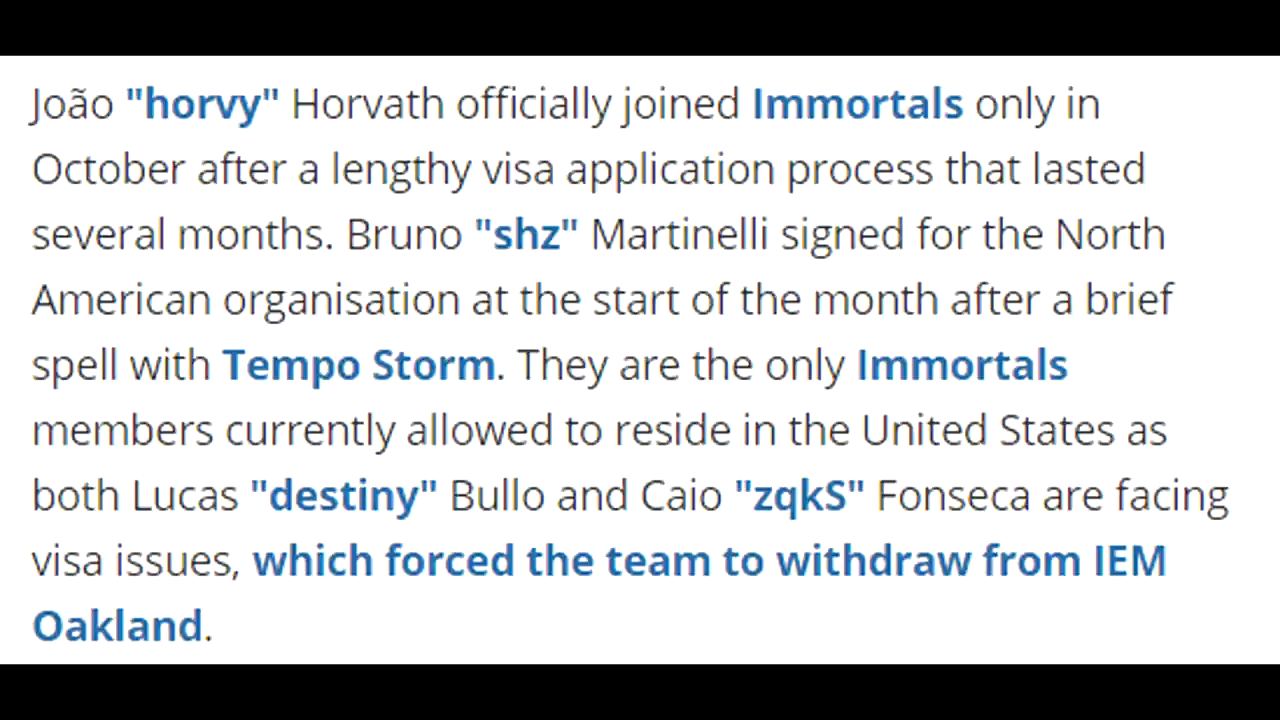 João "horvy" Horvath officially joined Immortals only in
October after a lengthy visa application process that lasted
several months. Bruno "shz" Martinelli signed for the North
American organisation at the start of the month after a brief
spell with Tempo Storm. They are the only Immortals
members currently allowed to reside in the United States as
both Lucas "destiny" Bullo and Caio "zqkS" Fonseca are facing
visa issues, which forced the team to withdraw from IEM
Oakland.